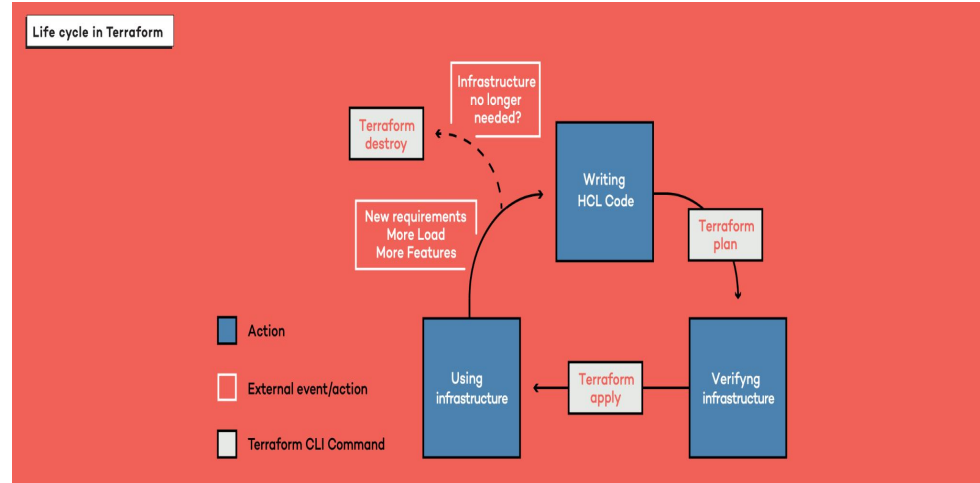 Life cycle in Terraform
Infrastructure
no longer
needed?
Terraform
destroy
Writing
HCL Code
New requirements
More Load
More Features
Terraform
plan
Action
Using
infrastructure
Terraform
apply
Verifyng
infrastructure
External event/action
Terraform CLI Command